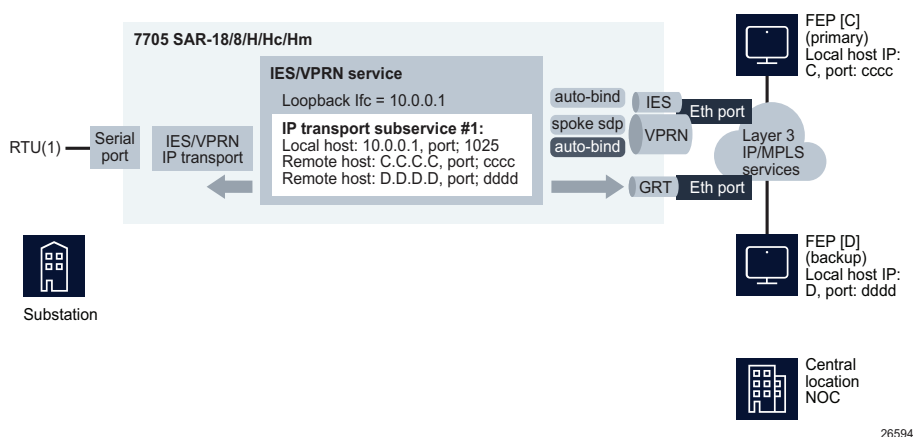 7705 SAR-18/8/H/Hc/Hm
IES/VPRN service
Loopback Ifc = 10.0.0.1
IP transport subservice #1:
Local host: 10.0.0.1, port; 1025
Remote host: C.C.C.C, port; cccc
Remote host: D.D.D.D, port; dddd
RTU(1)
Serial
port
IES/VPRN
IP transport
auto-bind
spoke sdp
auto-bind
IES
VPRN
GRT
Eth port
Eth port
Layer 3
IP/MPLS
services
FEP [C]
(primary)
Local host IP:
C, port: cccc
FEP [D]
(backup)
Local host IP:
D, port: dddd
Substation
Central
location
NOC
26594